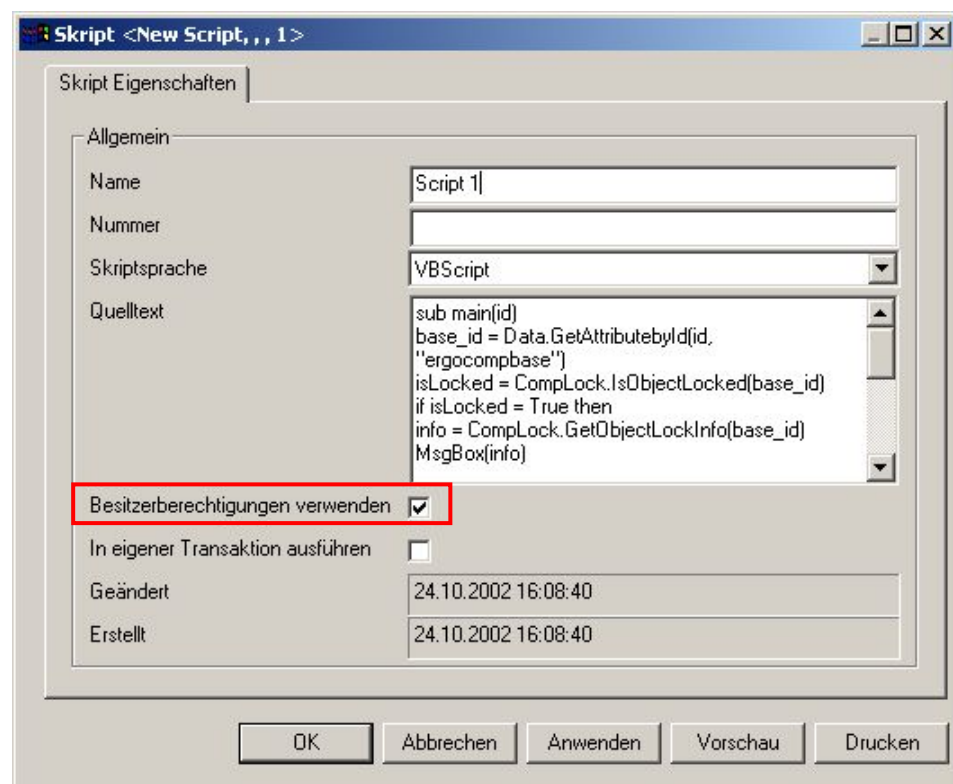 Skript <New Script, , , 1>
Skript Eigenschaften
Allgemein
Name
Script 1
Nummer
Skriptsprache
VBScript
Quelltext
sub main(id)
base_id = Data.GetAttributebyId(id,
"ergocompbase")
isLocked = CompLock.IsObjectLocked(base_id)
if isLocked = True then
info = CompLock.GetObjectLockInfo(base_id)
MsgBox(info)
Besitzerberechtigungen verwenden
In eigener Transaktion ausführen
Geändert
24.10.2002 16:08:40
Erstellt
24.10.2002 16:08:40
OK
Abbrechen
Anwenden
Vorschau
Drucken